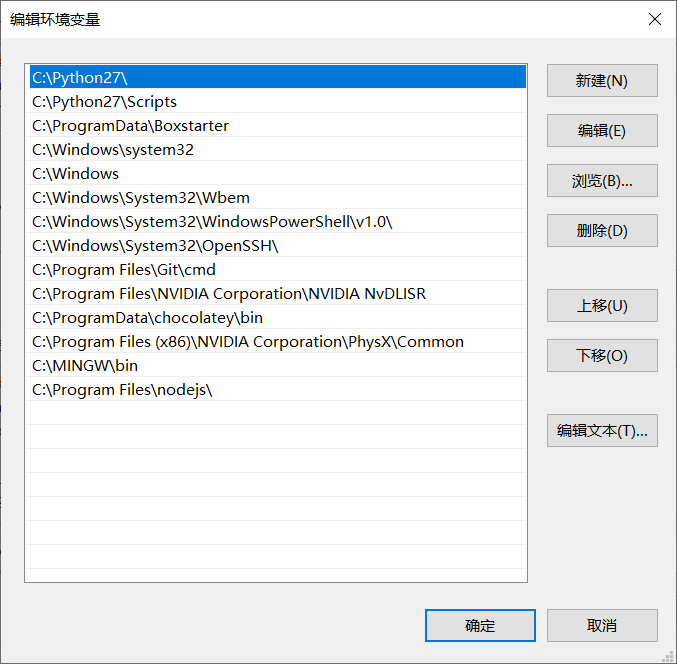 编辑环境变量
C:\Python27\
C:\Python27\Scripts
C:\ProgramData\Boxstarter
C:\Windows\system32
C:\Windows
C:\Windows\System32\Wbem
C:\Windows\System32\WindowsPowerShell\v1.0\
C:\Windows\System32\OpenSSH\
C:\Program Files\Git\cmd
C:\Program Files\NVIDIA Corporation\NVIDIA NvDLISR
C:\ProgramData\chocolatey\bin
C:\Program Files (x86)\NVIDIA Corporation\PhysX\Common
C:\MINGW\bin
C:\Program Files\nodejs\
新建(N)
编辑(E)
浏览(B)...
删除(D)
上移(U)
下移(O)
编辑文本(T)...
确定
取消